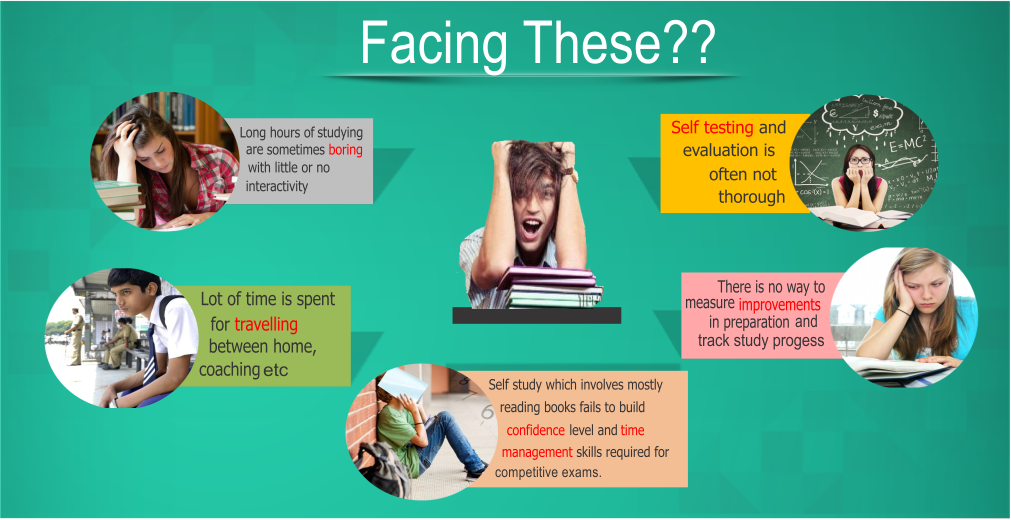 Facing These??
Long hours of studying
are sometimes boring
with little or no
interactivity
Self testing and
evaluation is
often not
thorough
E=MC²
Lot of time is spent
for travelling
between home,
coaching etc
There is no way to
measure improvements
in preparation and
track study progess
Self study which involves mostly
reading books fails to build
confidence level and time
management skills required for
competitive exams.